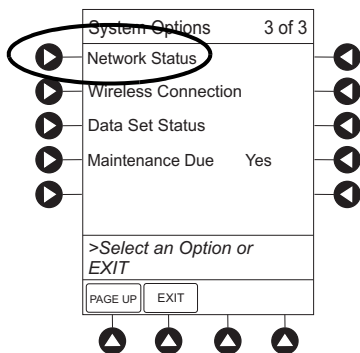 System Options 3 of 3
Network Status
Wireless Connection
Data Set Status
Maintenance Due Yes
>Select an Option or
EXIT
PAGE UP EXIT